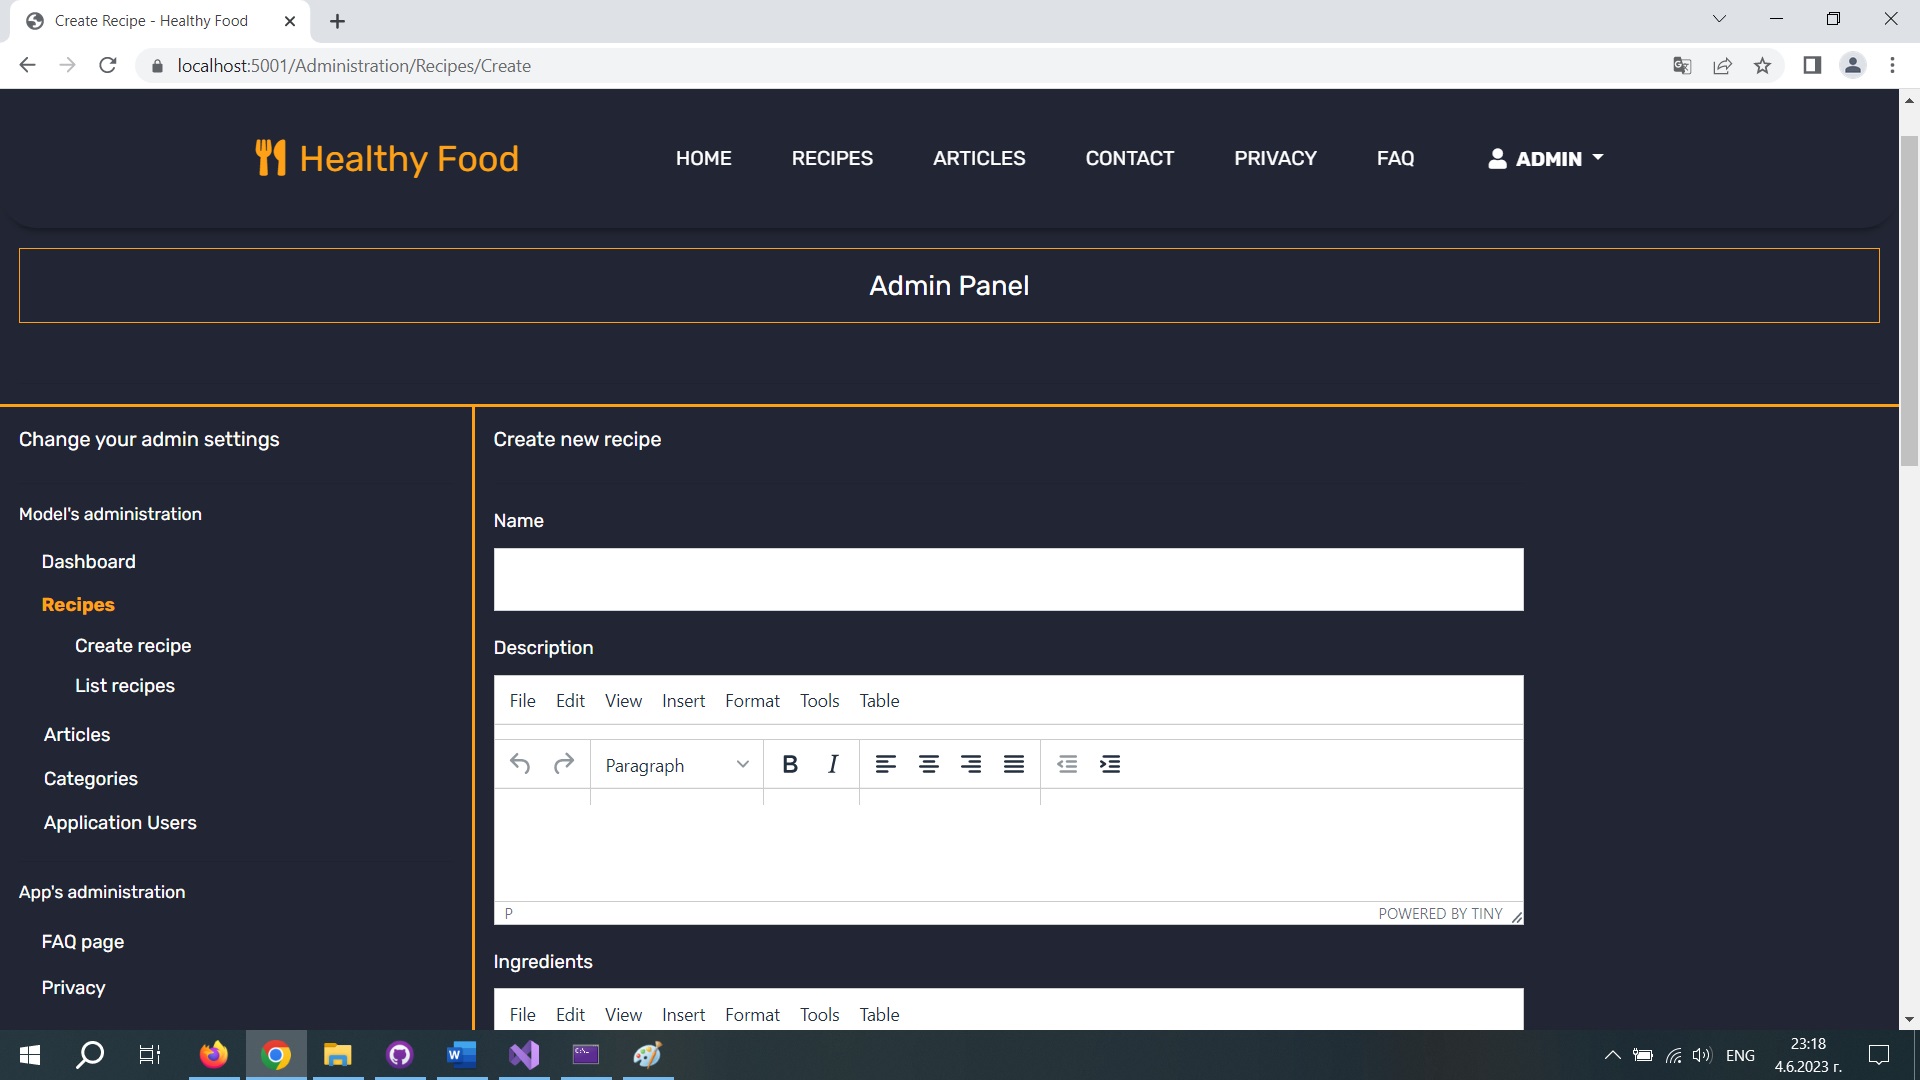 Create Recipe - Healthy Food
localhost:5001/Administration/Recipes/Create
Healthy Food
HOME
RECIPES
ARTICLES
CONTACT
PRIVACY
FAQ
ADMIN
Admin Panel
Change your admin settings
Model's administration
Dashboard
Recipes
Create recipe
List recipes
Articles
Categories
Application Users
App's administration
FAQ page
Privacy
Create new recipe
Name
Description
File Edit View Insert Format Tools Table
Paragraph B I
P POWERED BY TINY
Ingredients
File Edit View Insert Format Tools Table
ENG
23:18
4.6.2023 г.